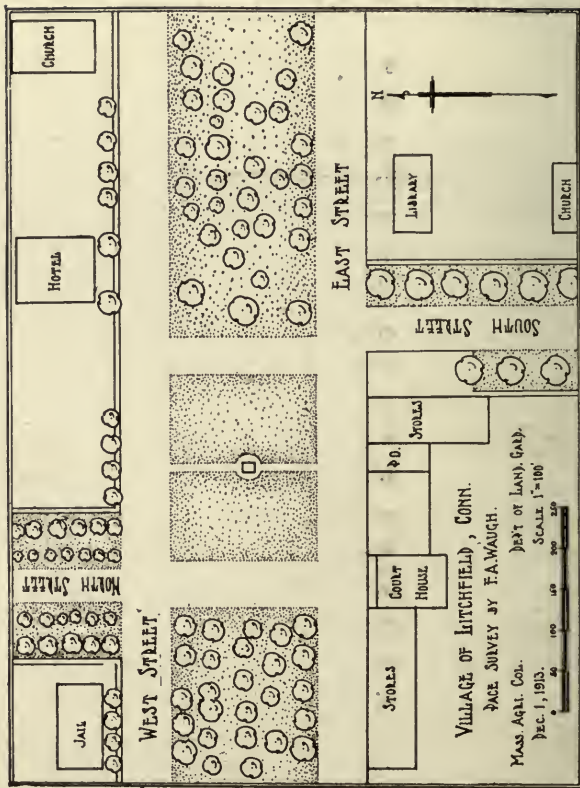 CHURCH
HOTEL
NORTH STREET
JAIL
WEST STREET.
EAST STREET
N
LIBRARY
CHURCH
SOUTH STREET
STORES
P.O.
COURT
HOUSE
STORES
VILLAGE OF LITCHFIELD, CONN.
PACE SURVEY BY F.A. WAUGH.
MASS. AGRI. COL. DEP'T OF LAND. GARD.
DEC. 1, 1913. SCALE 1"=100'
0 50 100 150 200 250